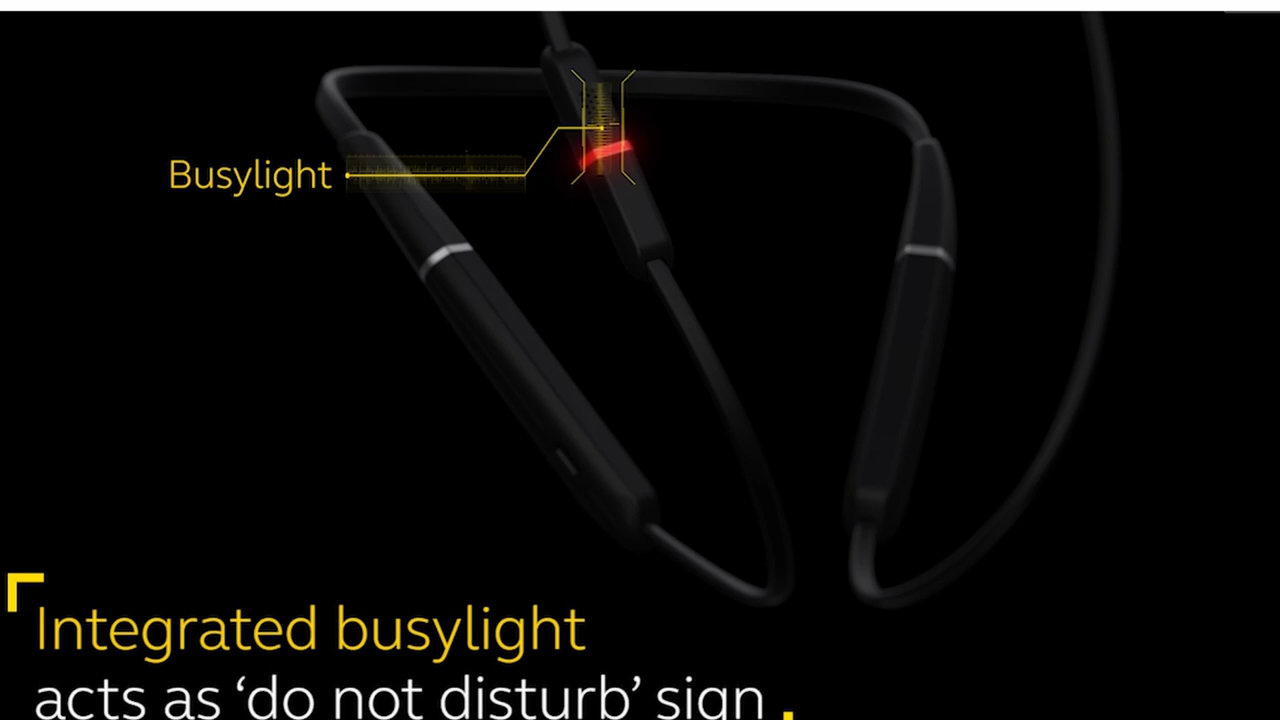 Busylight
Integrated busylight
acts as ‘do not disturb’ sign